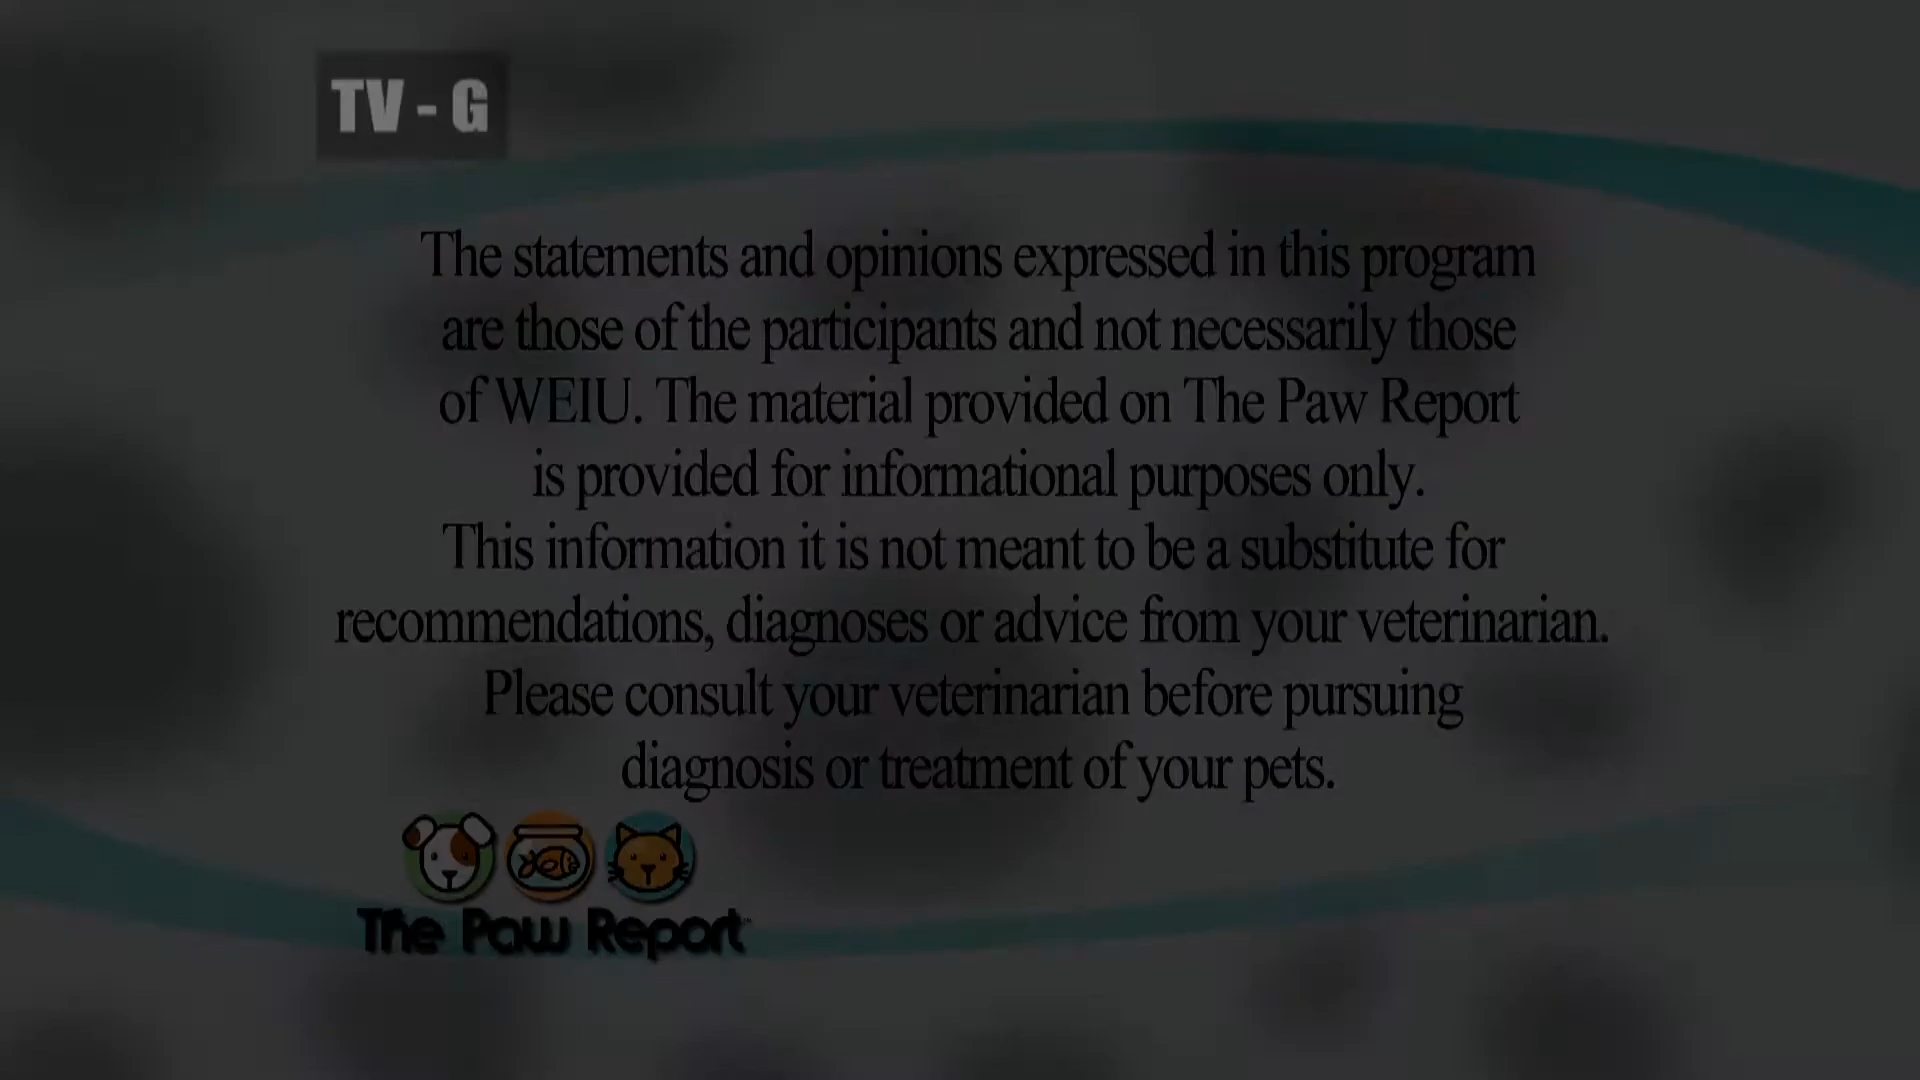 TV - G
The statements and opinions expressed in this program
are those of the participants and not necessarily those
of WEIU. The material provided on The Paw Report
is provided for informational purposes only.
This information it is not meant to be a substitute for
recommendations, diagnoses or advice from your veterinarian.
Please consult your veterinarian before pursuing
diagnosis or treatment of your pets.
The Paw Report